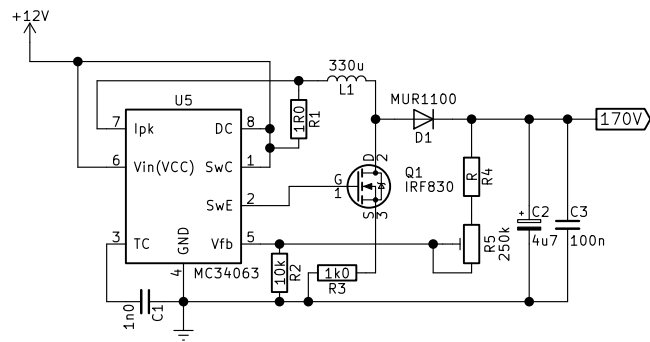 +12V
330u
L1
U5
MUR1100
D1
170V
1R0
R1
7
Ipk
DC
8
6
Vin(VCC)
SwC
1
SwE
2
3
TC
GND
Vfb
5
4
MC34063
D
2
G
1
S
3
Q1
IRF830
R
R4
R5
250k
+
C2
4u7
C3
100n
10k
R2
1k0
R3
1n0
C1